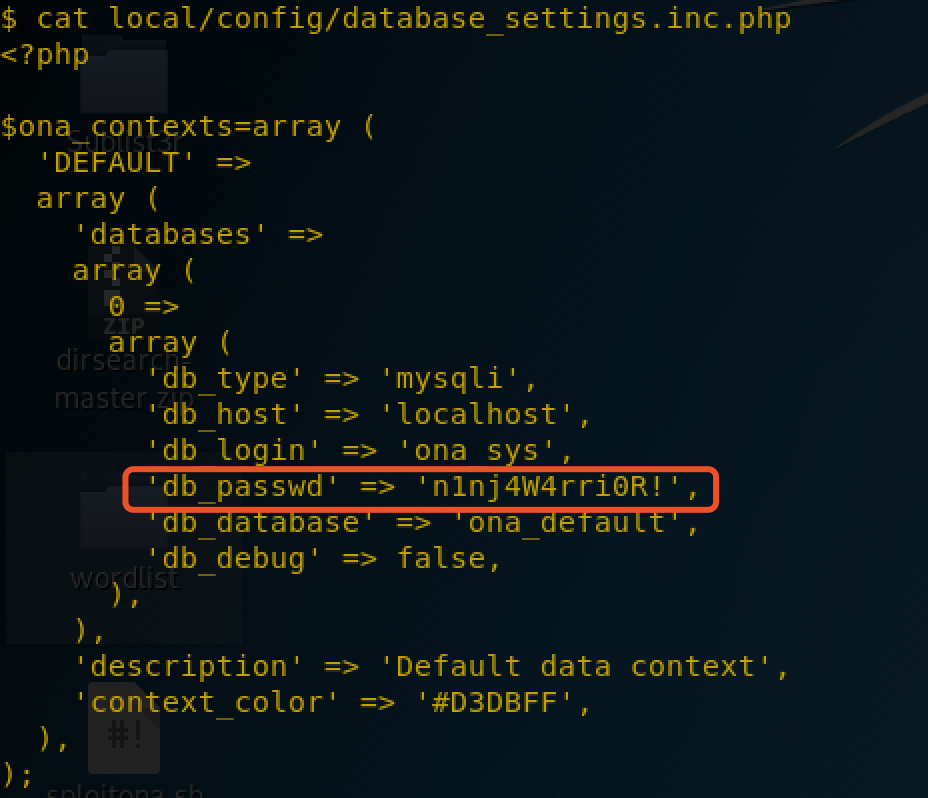 $ cat local/config/database_settings.inc.php
<?php
$ona_contexts=array (
Sublist3r
'DEFAULT' =>
array (
'databases' =>
array (
0 =>
ZIP
array (
dirsearch-
'db_type' => 'mysqli',
master.zip
'db_host' => 'localhost',
'db_login' => 'ona_sys',
'db_passwd' => 'n1nj4W4rri0R!',
'db_database' => 'ona_default',
'db_debug' => false,
wordlist
),
),
'description' => 'Default data context',
'context_color' => '#D3DBFF',
#!
),
);
sploitona.sh